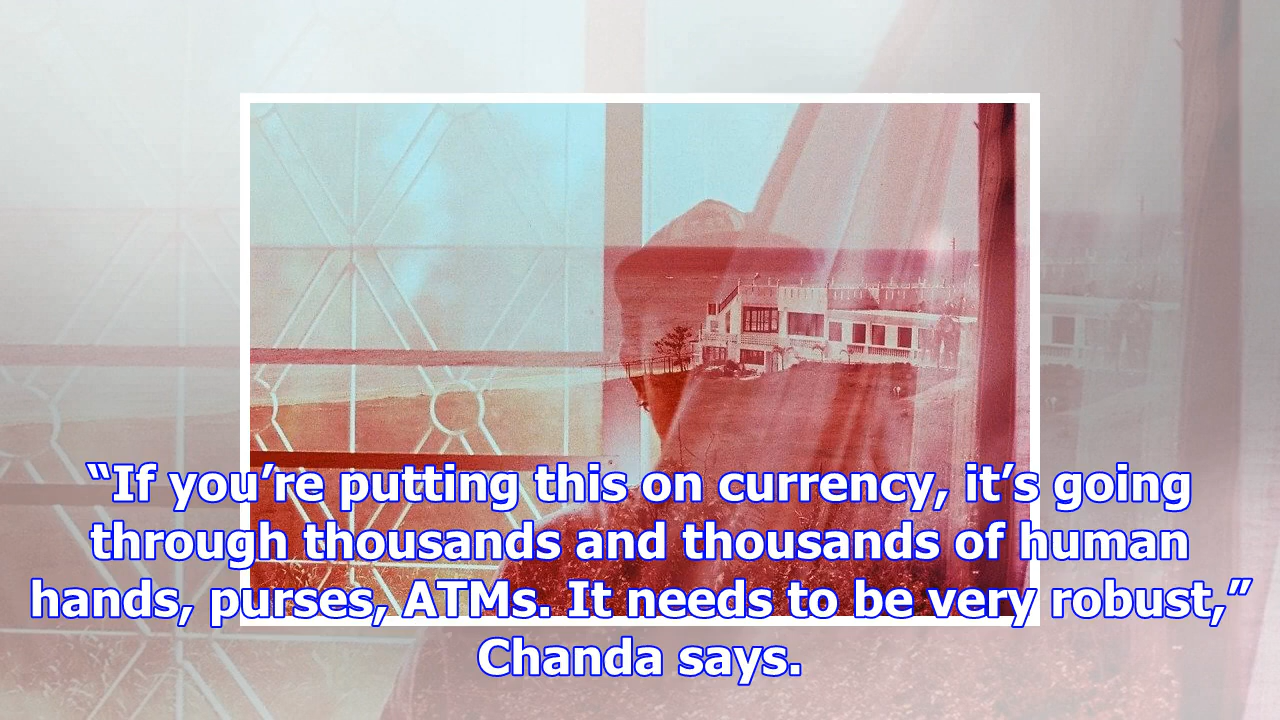 “If you’re putting this on currency, it’s going
through thousands and thousands of human
hands, purses, ATMs. It needs to be very robust,”
Chanda says.